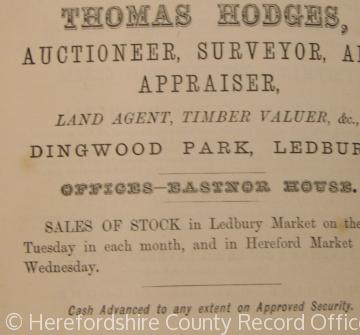 THOMAS HODGES,
AUCTIONEER, SURVEYOR, AN
APPRAISER,
LAND AGENT, TIMBER VALUER, &c.,
DINGWOOD PARK, LEDBUR
OFFICES—EASTNOR HOUSE.
SALES OF STOCK in Ledbury Market on the
Tuesday in each month, and in Hereford Market
Wednesday.
Cash Advanced to any extent on Approved Security.
© Herefordshire County Record Offic